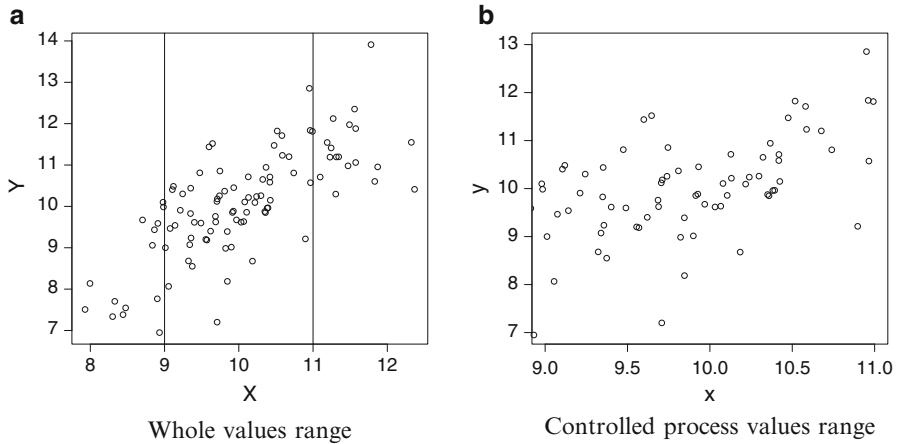 a
14
13
12
11
10
9
8
7
Y
8 9 10 11 12
X
Whole values range
b
13
12
11
10
9
8
7
y
9.0 9.5 10.0 10.5 11.0
x
Controlled process values range